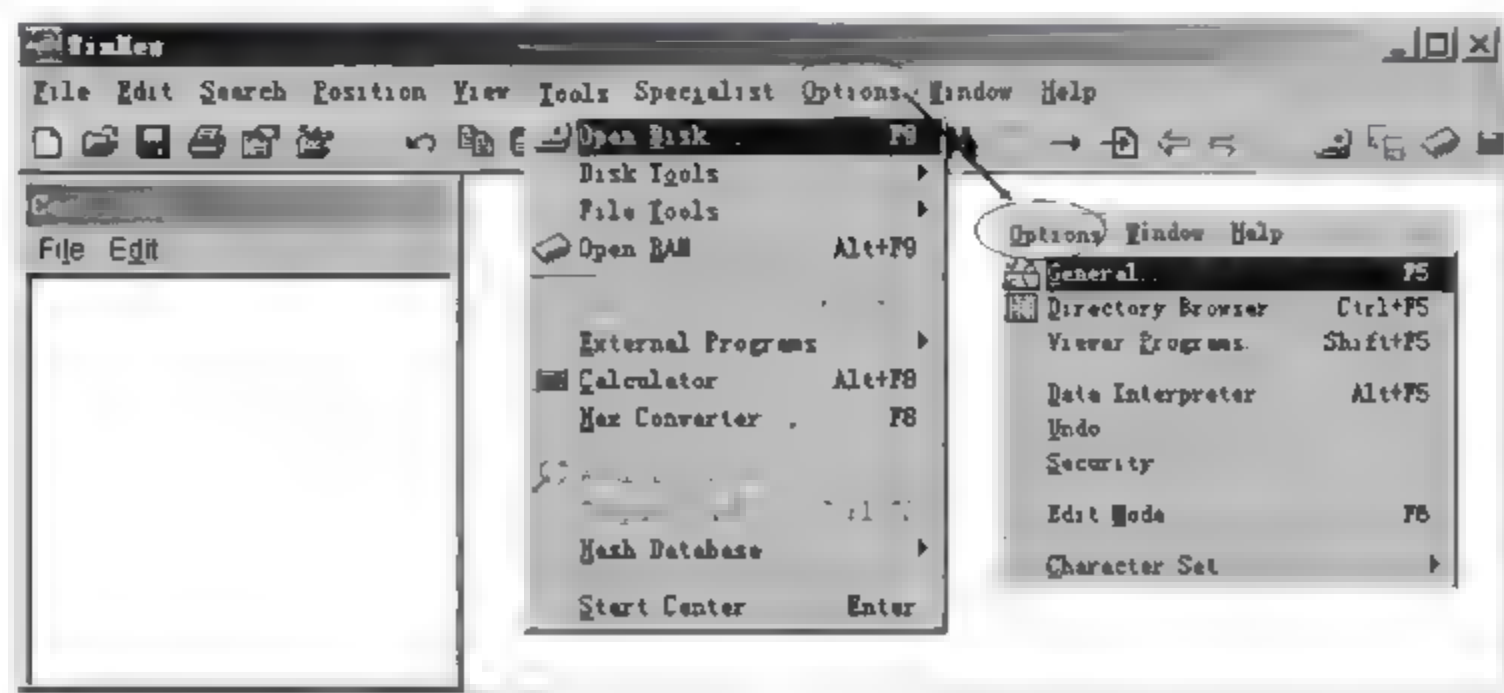 WinHex
File Edit Search Position View Tools Specialist Options Window Help
Open Disk F9
Disk Tools
File Tools
Open RAM Alt+F9
External Programs
Calculator Alt+F8
Hex Converter F8
Hash Database
Start Center Enter
File Edit
Options Window Help
General.. F5
Directory Browser Ctrl+F5
Viewer Programs. Shift+F5
Data Interpreter Alt+F5
Undo
Security
Edit Mode F6
Character Set